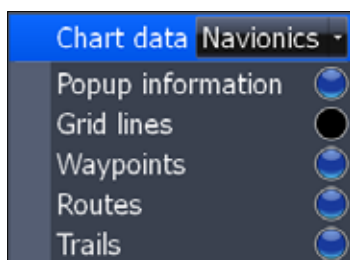 Chart data Navionics
Popup information
Grid lines
Waypoints
Routes
Trails